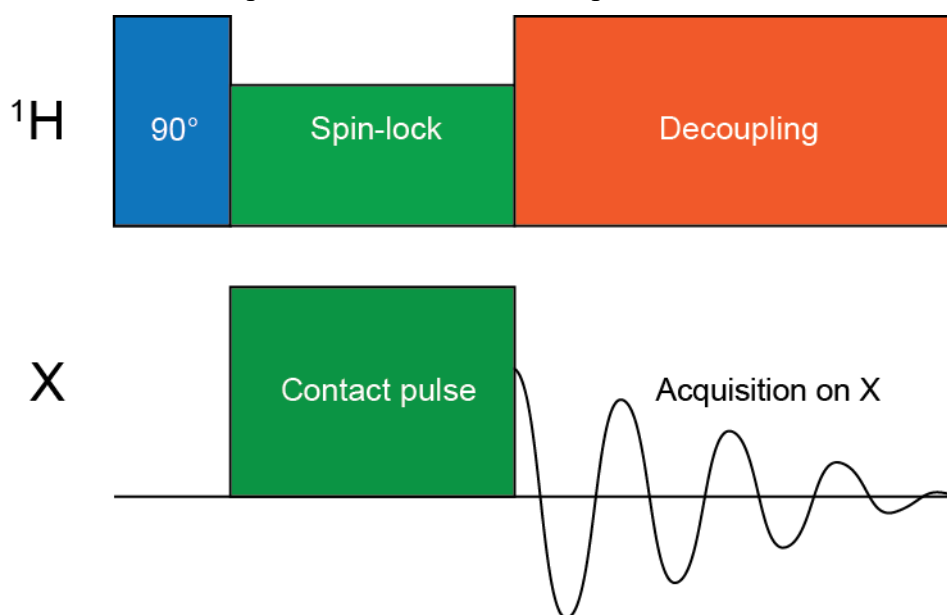 ¹H
90°
Spin-lock
Decoupling
X
Contact pulse
Acquisition on X